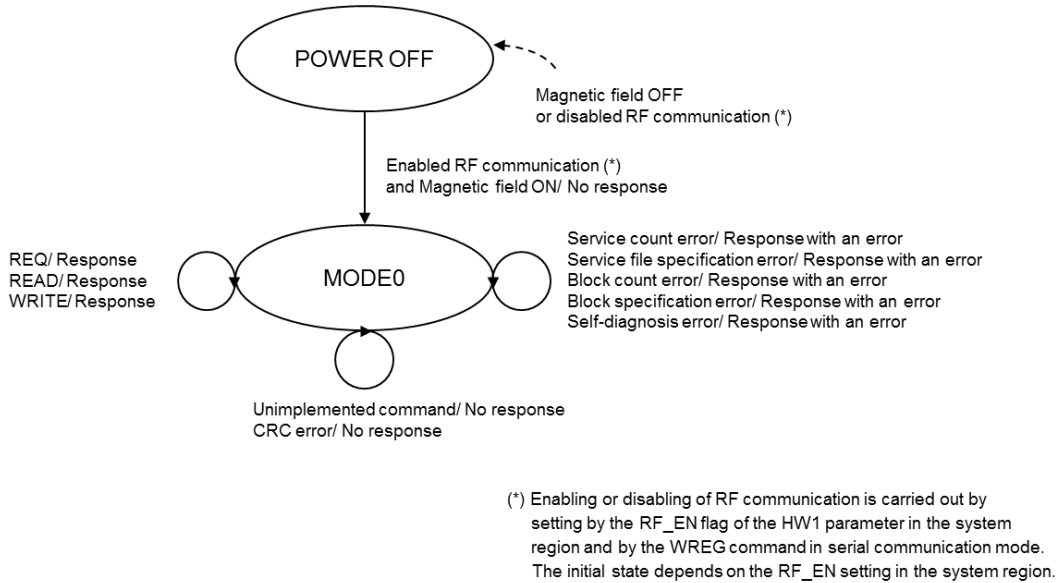 POWER OFF
Magnetic field OFF
or disabled RF communication (*)
Enabled RF communication (*)
and Magnetic field ON/ No response
REQ/ Response
READ/ Response
WRITE/ Response
MODE0
Service count error/ Response with an error
Service file specification error/ Response with an error
Block count error/ Response with an error
Block specification error/ Response with an error
Self-diagnosis error/ Response with an error
Unimplemented command/ No response
CRC error/ No response
(*) Enabling or disabling of RF communication is carried out by
setting by the RF_EN flag of the HW1 parameter in the system
region and by the WREG command in serial communication mode.
The initial state depends on the RF_EN setting in the system region.